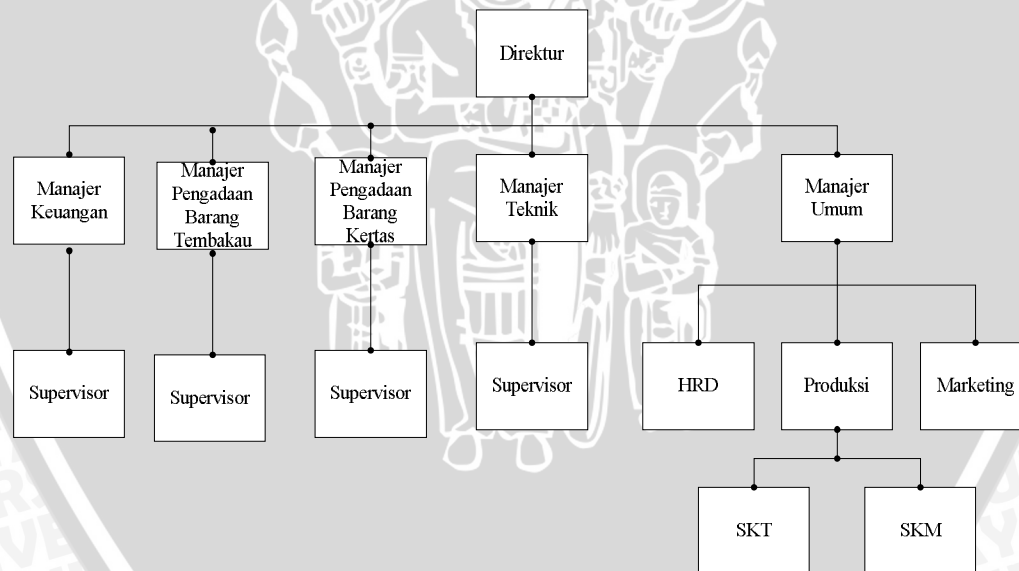 Direktur
Manajer
Keuangan
Manajer
Pengadaan
Barang
Tembakau
Manajer
Pengadaan
Barang
Kertas
Manajer
Teknik
Manajer
Umum
Supervisor
Supervisor
Supervisor
Supervisor
HRD
Produksi
Marketing
SKT
SKM